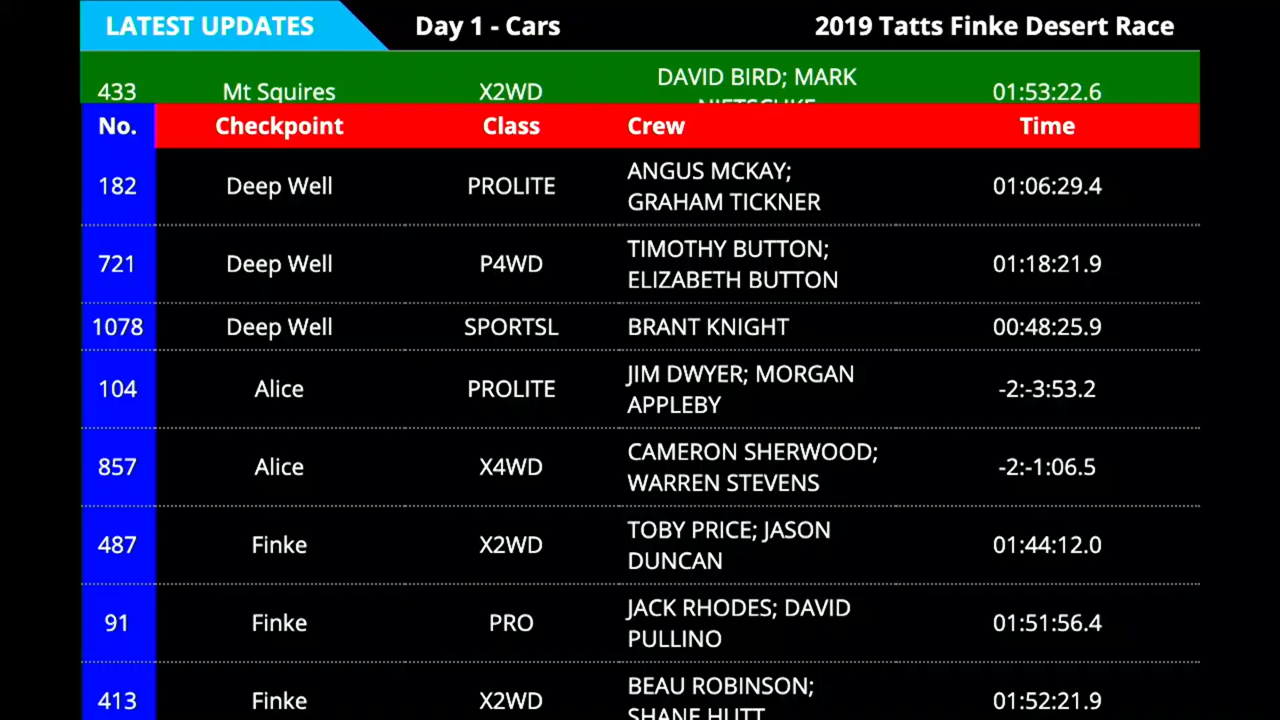 LATEST UPDATES Day 1 - Cars 2019 Tatts Finke Desert Race
DAVID BIRD; MARK
433 Mt Squires X2WD 01:53:22.6
NIETSCHKE
No. Checkpoint Class Crew Time
ANGUS MCKAY;
182 Deep Well PROLITE 01:06:29.4
GRAHAM TICKNER
TIMOTHY BUTTON;
721 Deep Well P4WD 01:18:21.9
ELIZABETH BUTTON
1078 Deep Well SPORTSL BRANT KNIGHT 00:48:25.9
JIM DWYER; MORGAN
104 Alice PROLITE -2:-3:53.2
APPLEBY
CAMERON SHERWOOD;
857 Alice X4WD -2:-1:06.5
WARREN STEVENS
TOBY PRICE; JASON
487 Finke X2WD 01:44:12.0
DUNCAN
JACK RHODES; DAVID
91 Finke PRO 01:51:56.4
PULLINO
BEAU ROBINSON;
413 Finke X2WD 01:52:21.9
SHANE HUTT